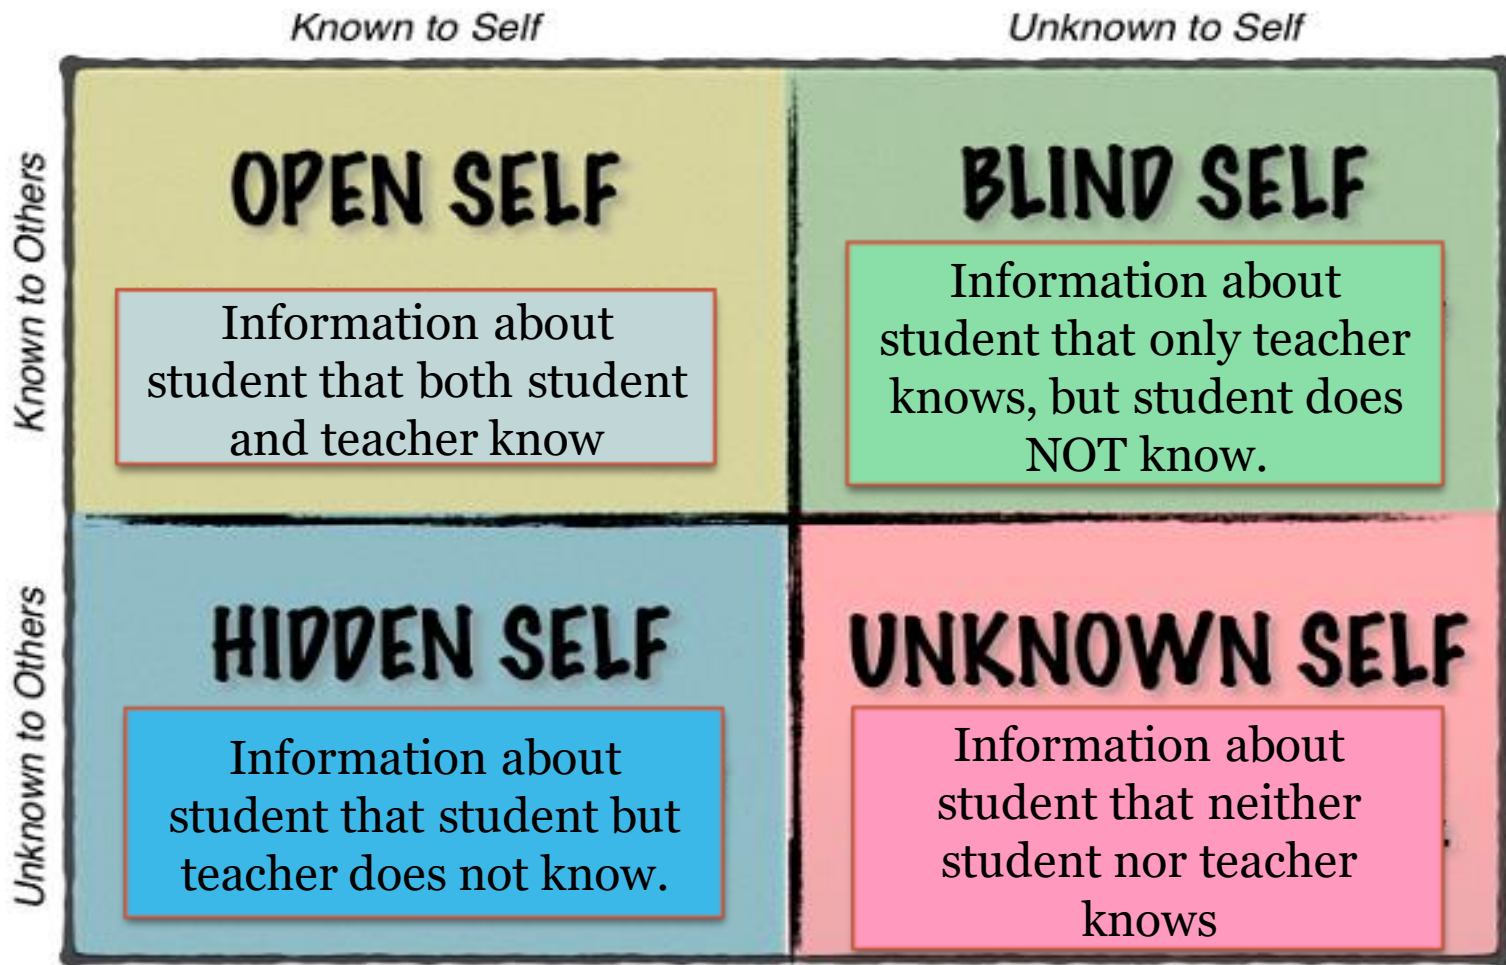 Known to Self
Unknown to Self
Known to Others
OPEN SELF
Information about
student that both student
and teacher know
BLIND SELF
Information about
student that only teacher
knows, but student does
NOT know.
Unknown to Others
HIDDEN SELF
Information about
student that student but
teacher does not know.
UNKNOWN SELF
Information about
student that neither
student nor teacher
knows